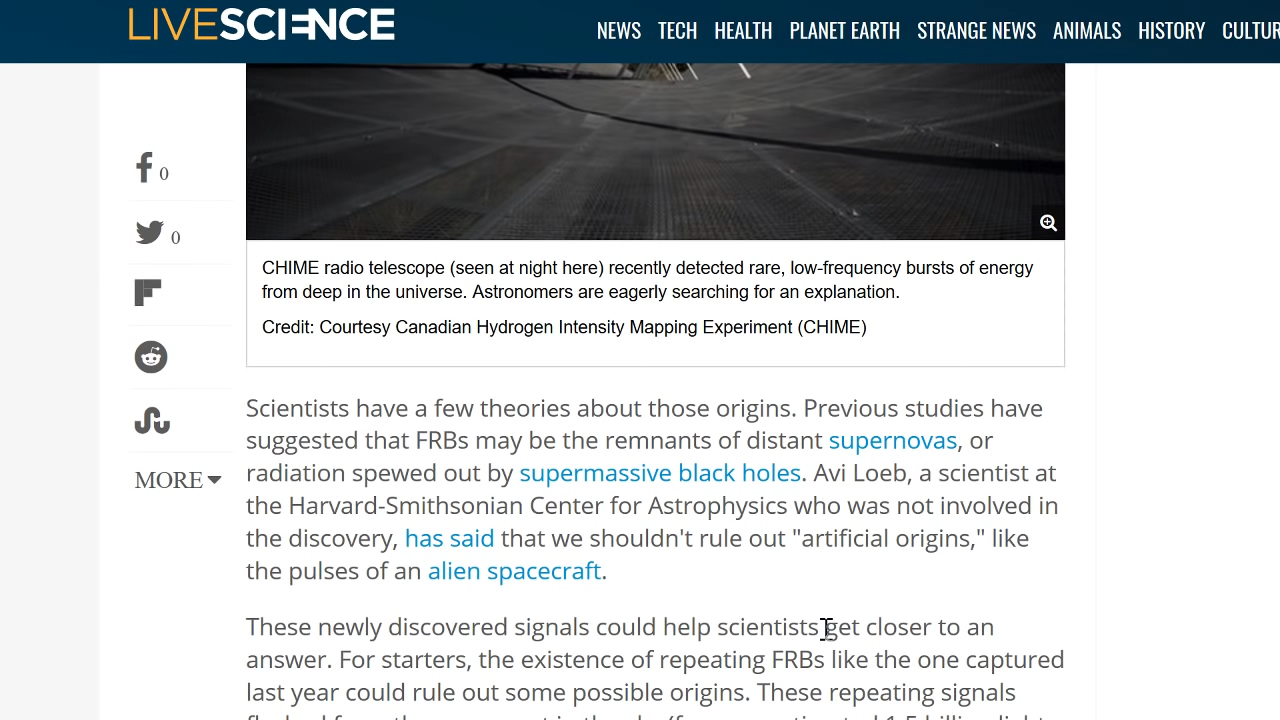 LIVESCIENCE
NEWS TECH HEALTH PLANET EARTH STRANGE NEWS ANIMALS HISTORY CULTUR
0
0
MORE
CHIME radio telescope (seen at night here) recently detected rare, low-frequency bursts of energy
from deep in the universe. Astronomers are eagerly searching for an explanation.
Credit: Courtesy Canadian Hydrogen Intensity Mapping Experiment (CHIME)
Scientists have a few theories about those origins. Previous studies have
suggested that FRBs may be the remnants of distant supernovas, or
radiation spewed out by supermassive black holes. Avi Loeb, a scientist at
the Harvard-Smithsonian Center for Astrophysics who was not involved in
the discovery, has said that we shouldn't rule out "artificial origins," like
the pulses of an alien spacecraft.
These newly discovered signals could help scientists get closer to an
answer. For starters, the existence of repeating FRBs like the one captured
last year could rule out some possible origins. These repeating signals